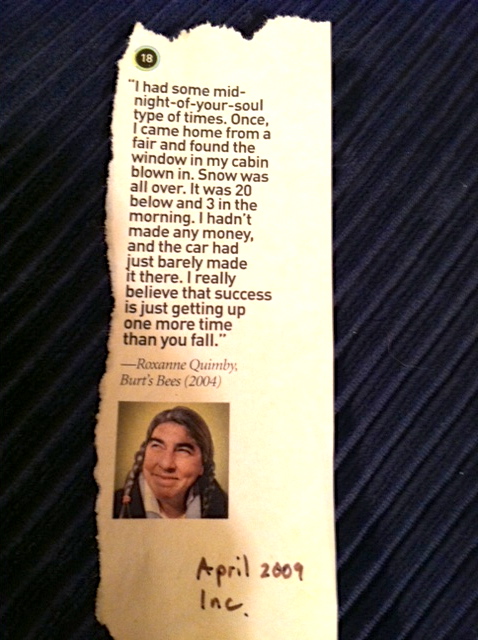 18
"I had some mid-
night-of-your-soul
type of times. Once,
I came home from a
fair and found the
window in my cabin
blown in. Snow was
all over. It was 20
below and 3 in the
morning. I hadn't
made any money,
and the car had
just barely made
it there. I really
believe that success
is just getting up
one more time
than you fall."
—Roxanne Quimby,
Burt's Bees (2004)
April 2009
Inc.